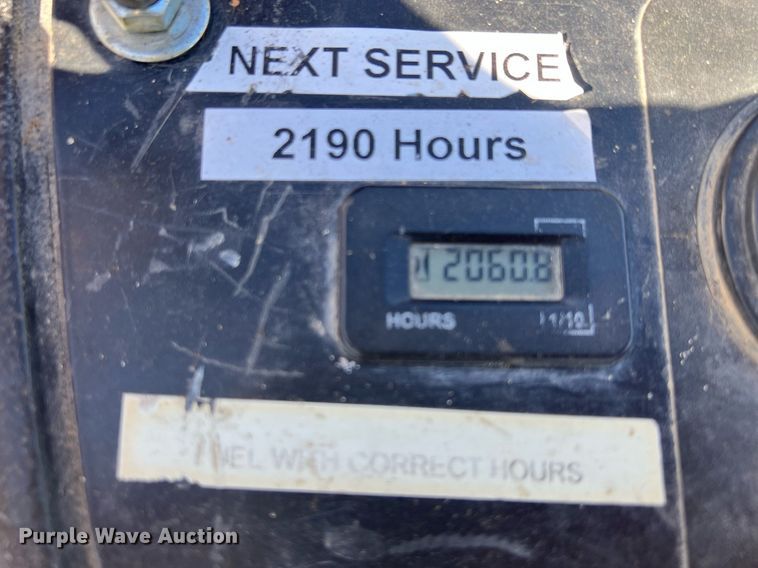 NEXT SERVICE
2190 Hours
2060.8
HOURS 1/10
WITH CORRECT HOURS
Purple Wave Auction